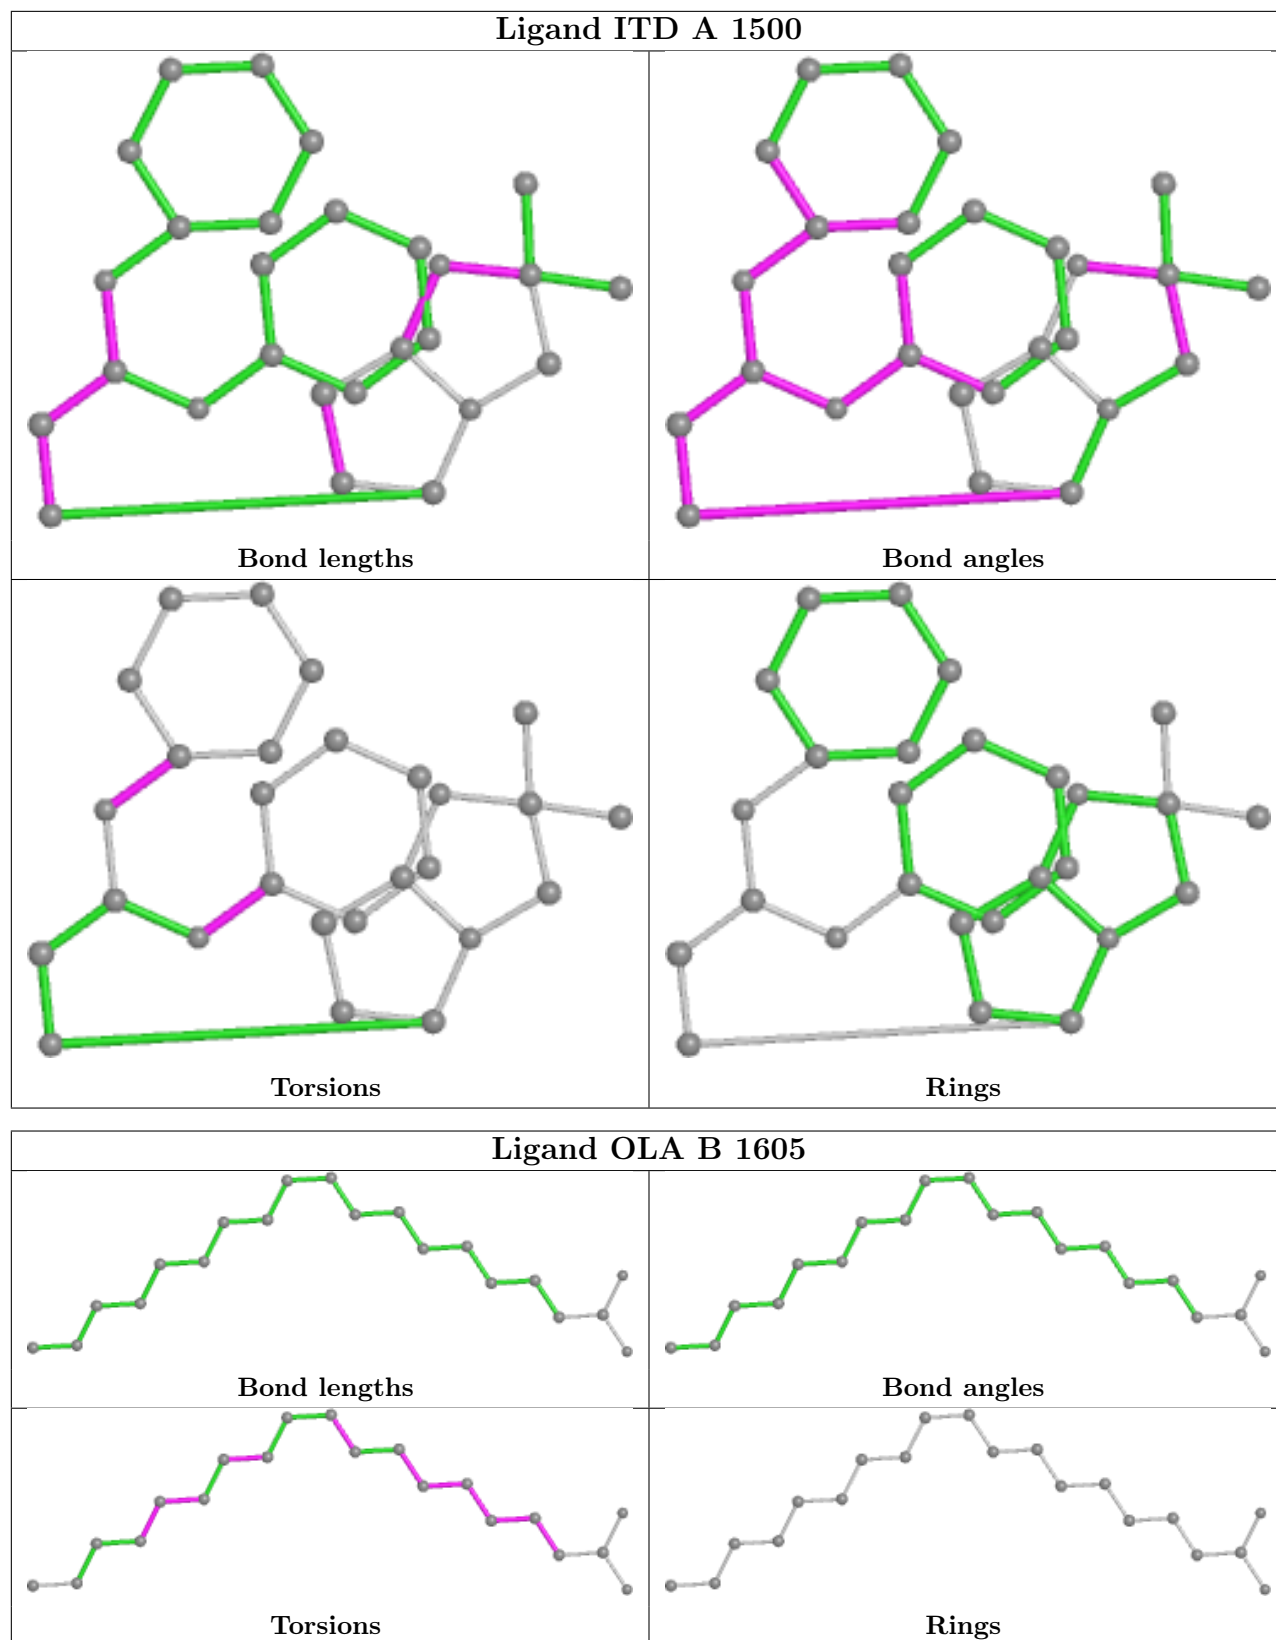 Ligand ITD A 1500
Bond lengths
Bond angles
Torsions
Rings
Ligand OLA B 1605
Bond lengths
Bond angles
Torsions
Rings